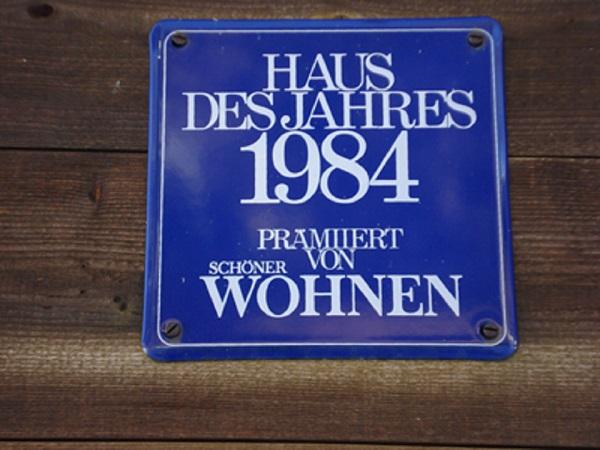 HAUS
DES JAHRES
1984
PRÄMIIERT
VON
SCHÖNER
WOHNEN